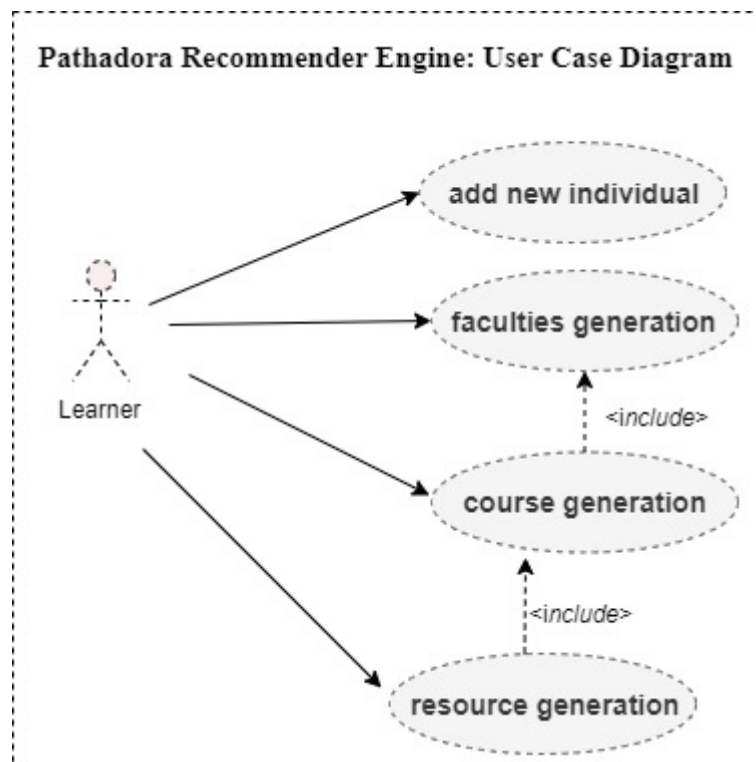 Pathadora Recommender Engine: User Case Diagram
add new individual
faculties generation
Learner
<include>
course generation
<include>
resource generation